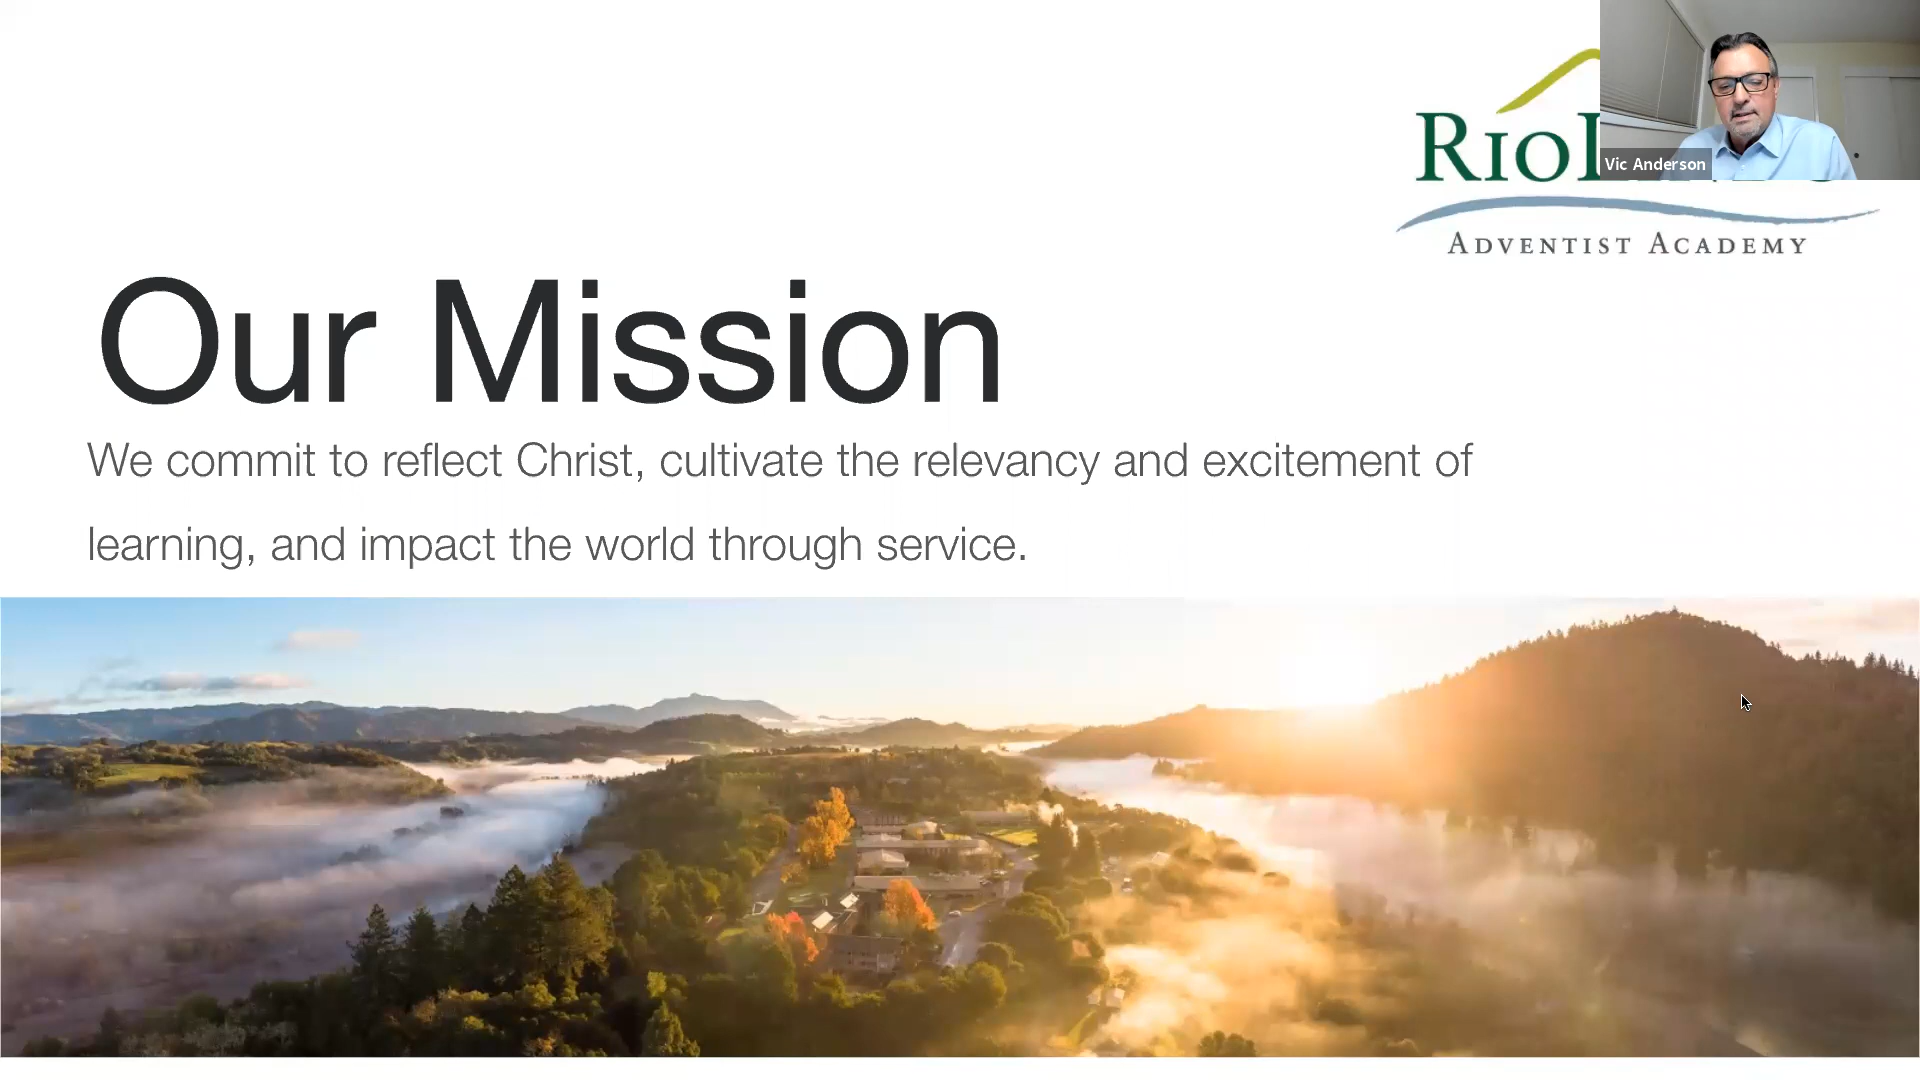 Vic Anderson
ADVENTIST ACADEMY
Our Mission
We commit to reflect Christ, cultivate the relevancy and excitement of
learning, and impact the world through service.